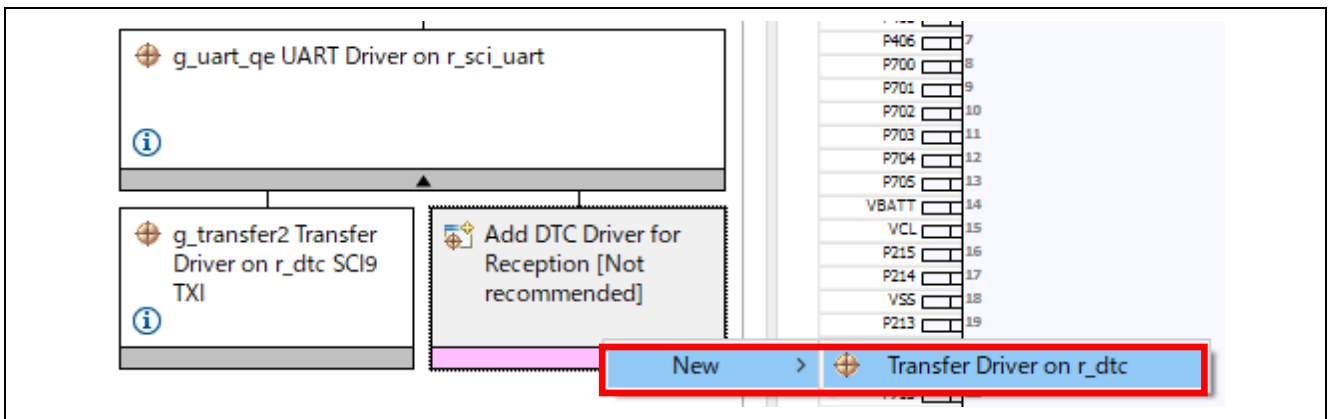 g_uart_qe UART Driver on r_sci_uart
g_transfer2 Transfer
Driver on r_dtc SCI9
TXI
Add DTC Driver for
Reception [Not
recommended]
New > Transfer Driver on r_dtc
P406 7
P700 8
P701 9
P702 10
P703 11
P704 12
P705 13
VBATT 14
VCL 15
P215 16
P214 17
VSS 18
P213 19